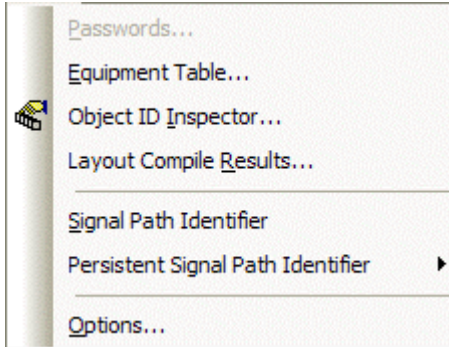 Passwords...
Equipment Table...
Object ID Inspector...
Layout Compile Results...
Signal Path Identifier
Persistent Signal Path Identifier
Options...